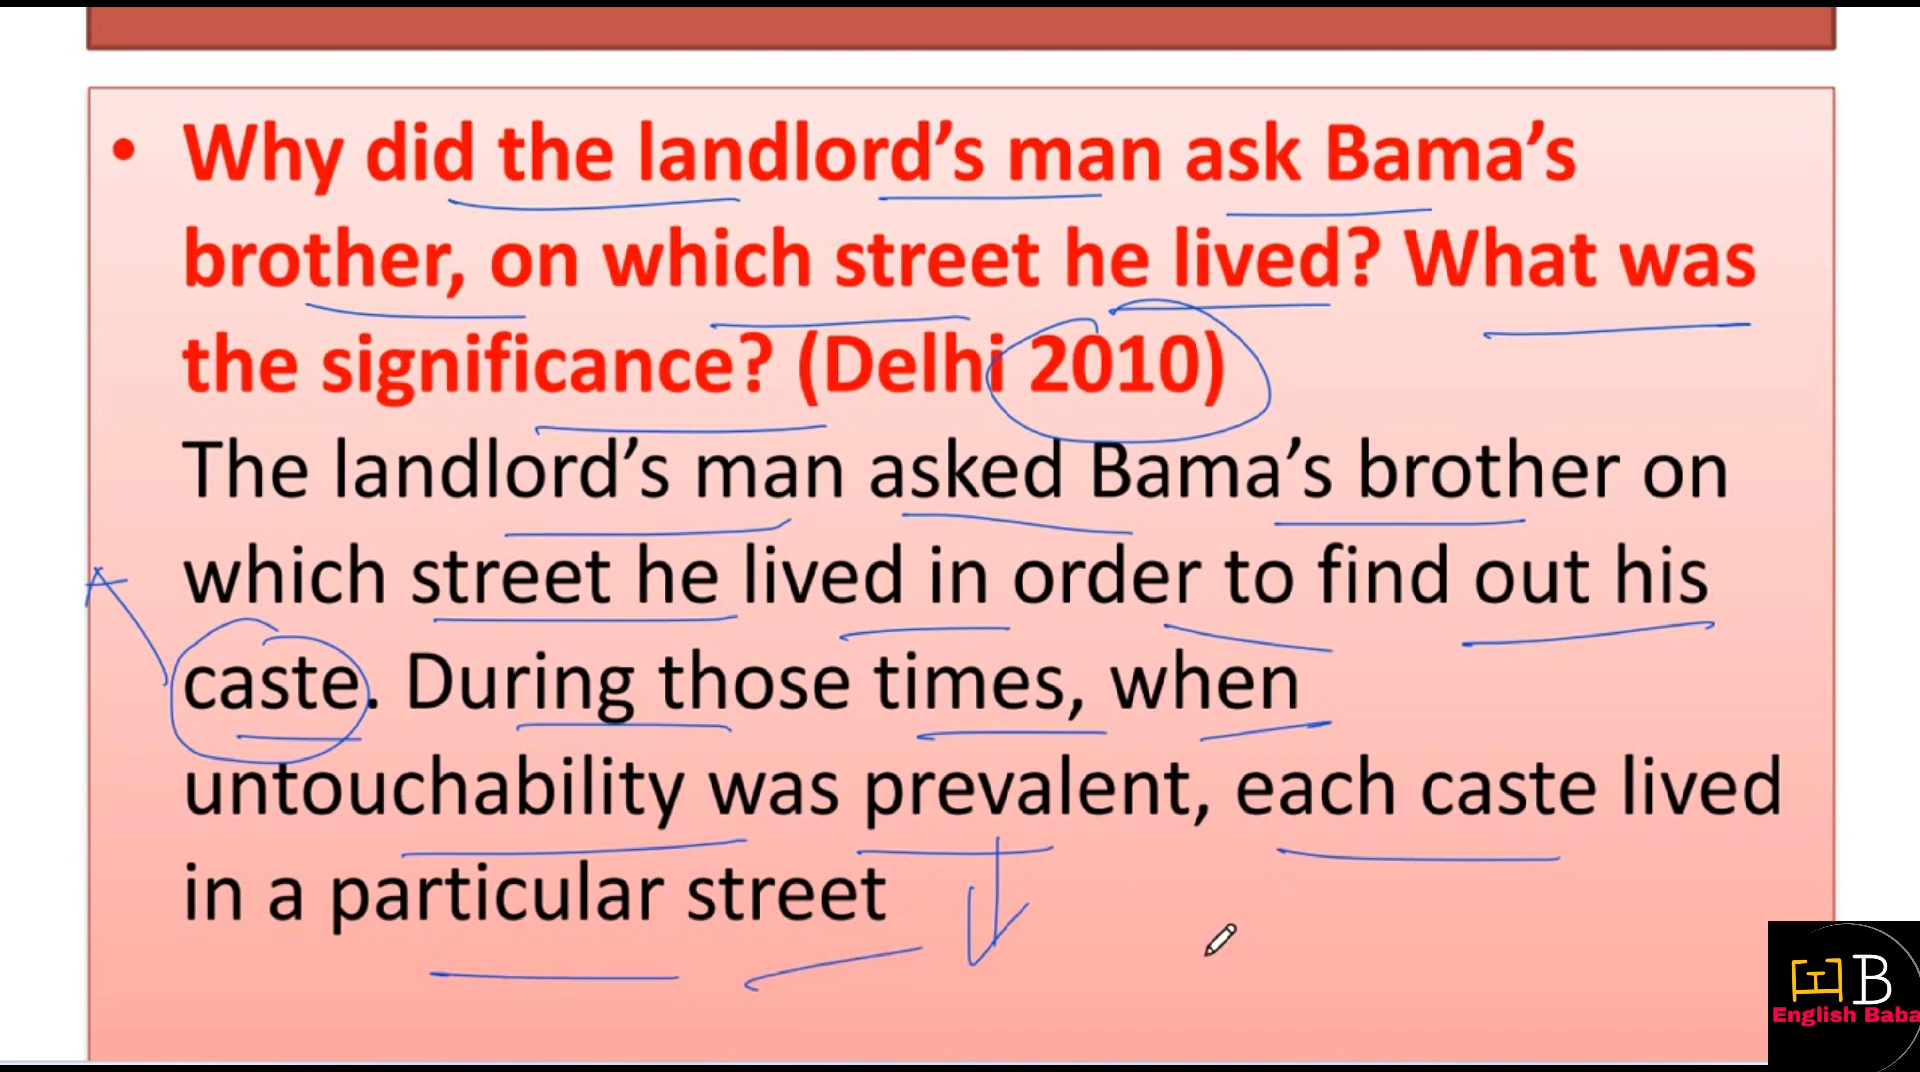 • Why did the landlord’s man ask Bama’s
brother, on which street he lived? What was
the significance? (Delhi 2010)
The landlord’s man asked Bama’s brother on
which street he lived in order to find out his
caste. During those times, when
untouchability was prevalent, each caste lived
in a particular street
B
English Baba